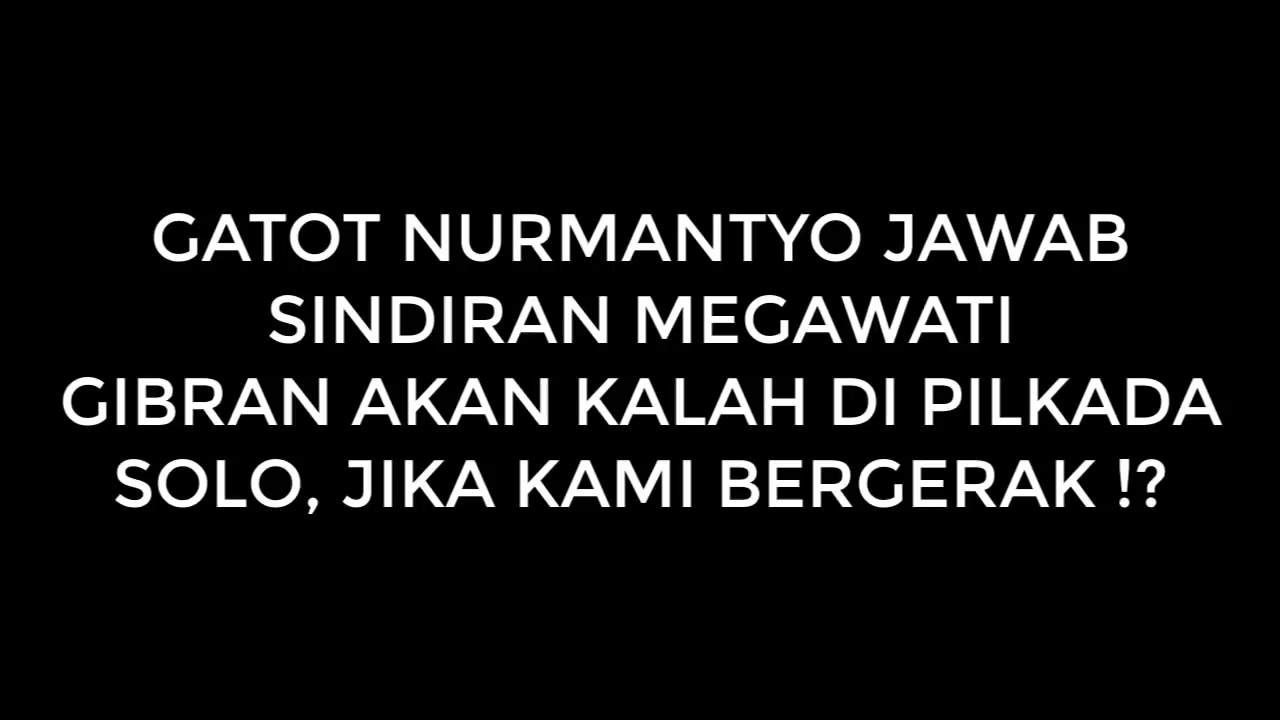 GATOT NURMANTYO JAWAB
SINDIRAN MEGAWATI
GIBRAN AKAN KALAH DI PILKADA
SOLO, JIKA KAMI BERGERAK !?